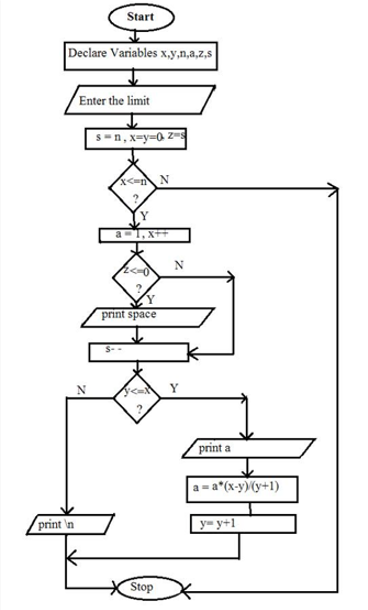 Start
Declare Variables x,y,n,a,z,s
Enter the limit
s = n , x=y=0, z=s
x<=n N
?
Y
a = 1, x++
z<=0 N
?
Y
print space
s- -
N y<=x Y
?
print a
a = a*(x-y)/(y+1)
print \n y= y+1
Stop